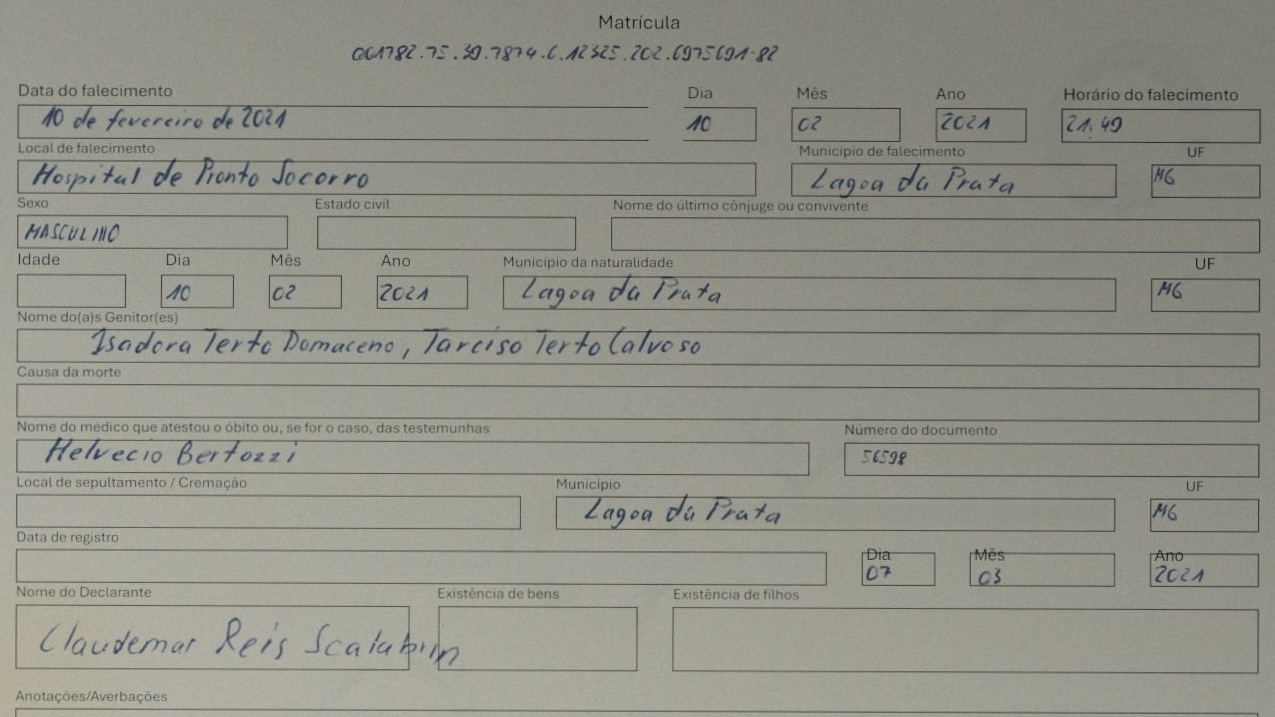 Matrícula
061782.75.30.7874.6.12325.202.6975691-82
Data do falecimento Dia Mês Ano Horário do falecimento
10 de fevereiro de 2021 10 02 2021 21.49
Local de falecimento Município de falecimento UF
Hospital de Pronto Socorro Lagoa da Prata MG
Sexo Estado civil Nome do último cônjuge ou convivente
MASCULINO
Idade Dia Mês Ano Município da naturalidade UF
10 02 2021 Lagoa da Prata MG
Nome do(a)s Genitor(es)
Isadora Terto Domaceno, Tarciso Terto Calvoso
Causa da morte
Nome do médico que atestou o óbito ou, se for o caso, das testemunhas Número do documento
Helvecio Bertozzi 56598
Local de sepultamento / Cremação Município UF
Lagoa da Prata MG
Data de registro Dia Mês Ano
07 03 2021
Nome do Declarante Existência de bens Existência de filhos
Claudemar Reis Scalabrin
Anotações/Averbações